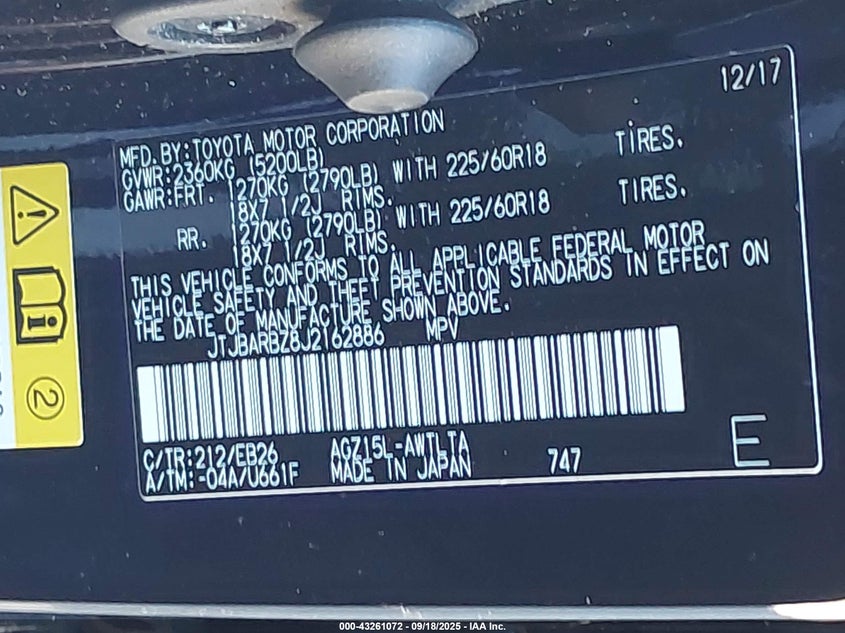 12/17
MFD.BY:TOYOTA MOTOR CORPORATION
GVWR:2360KG (5200LB)
GAWR:FRT. 1270KG (2790LB) WITH 225/60R18 TIRES.
18X7 1/2J RIMS.
RR. 1270KG (2790LB) WITH 225/60R18 TIRES.
18X7 1/2J RIMS.
THIS VEHICLE CONFORMS TO ALL APPLICABLE FEDERAL MOTOR
VEHICLE SAFETY AND THEFT PREVENTION STANDARDS IN EFFECT ON
THE DATE OF MANUFACTURE SHOWN ABOVE.
JTJBARBZ8J2162886 MPV
C/TR:212/EB26 AGZ15L-AWTLTA
A/TM:-04A/U661F MADE IN JAPAN 747
E
2
000-43261072 - 09/18/2025 - IAA Inc.